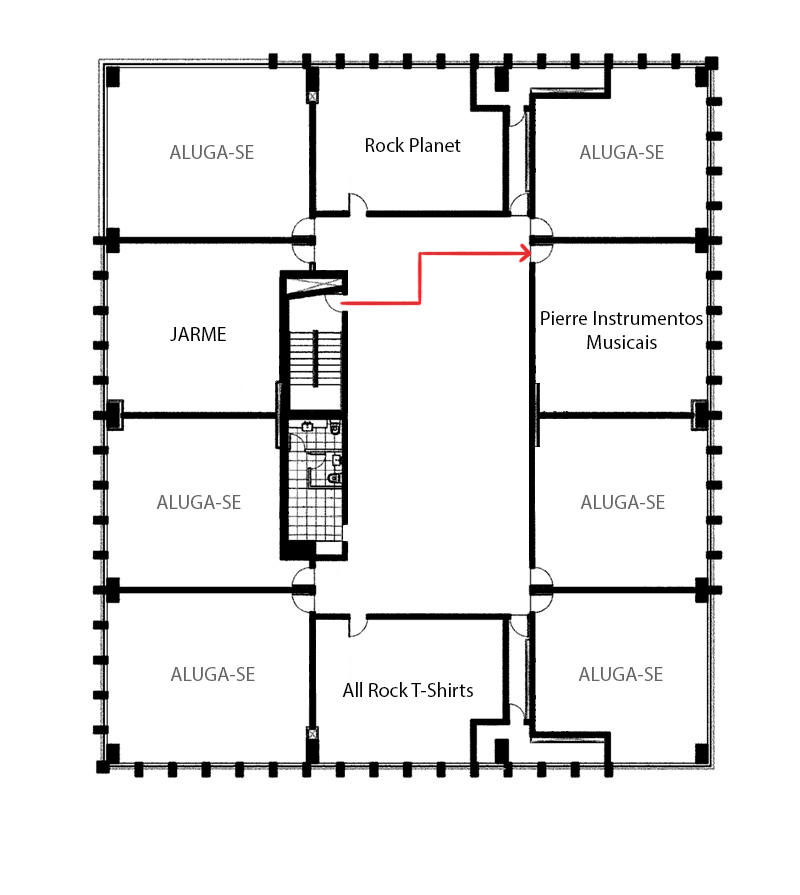 ALUGA-SE
Rock Planet
ALUGA-SE
JARME
Pierre Instrumentos
Musicais
ALUGA-SE
ALUGA-SE
ALUGA-SE
All Rock T-Shirts
ALUGA-SE